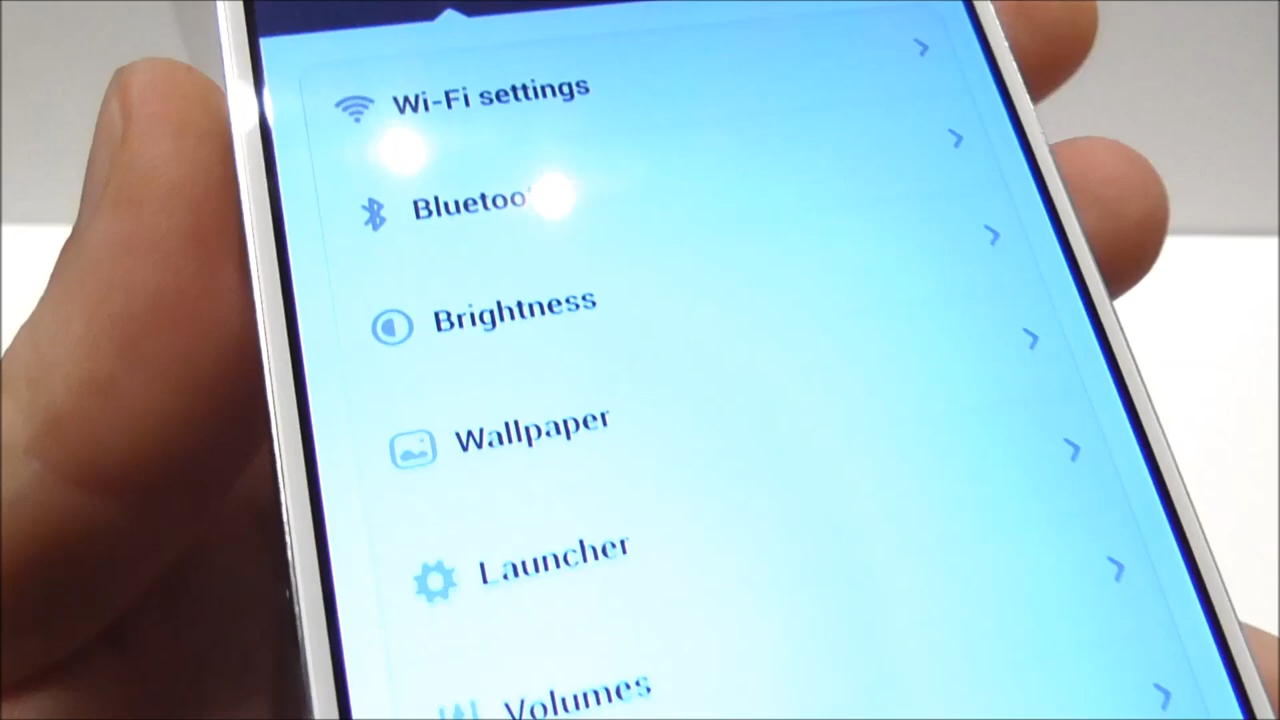 Wi-Fi settings
Bluetoo
Brightness
Wallpaper
Launcher
Volumes